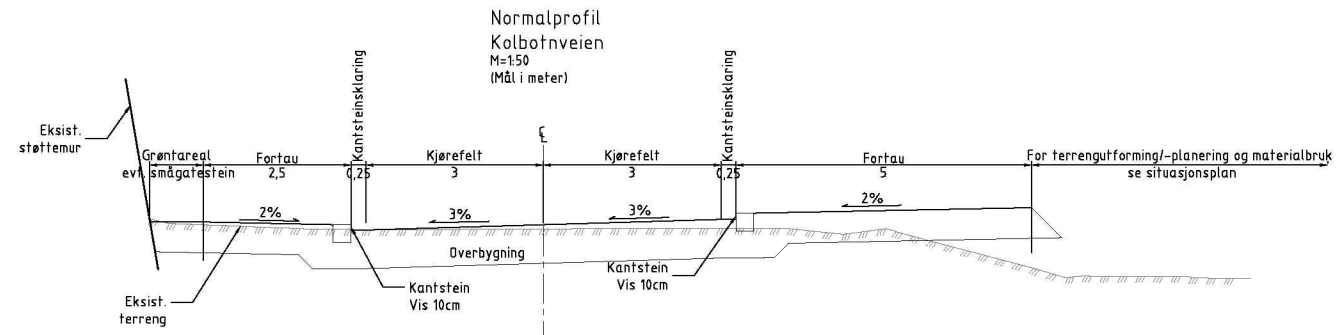 Normalprofil
Kolbotnveien
M=1:50
(Mål i meter)
Kantsteinsklaring
Kantsteinsklaring
℄
Eksist.
støttemur
Grøntareal
evt. smågatestein
Fortau
2,5
0,25
Kjørefelt
3
Kjørefelt
3
0,25
Fortau
5
For terrengutforming/-planering og materialbruk
se situasjonsplan
2%
3%
3%
2%
Overbygning
Kantstein
Vis 10cm
Kantstein
Vis 10cm
Eksist.
terreng